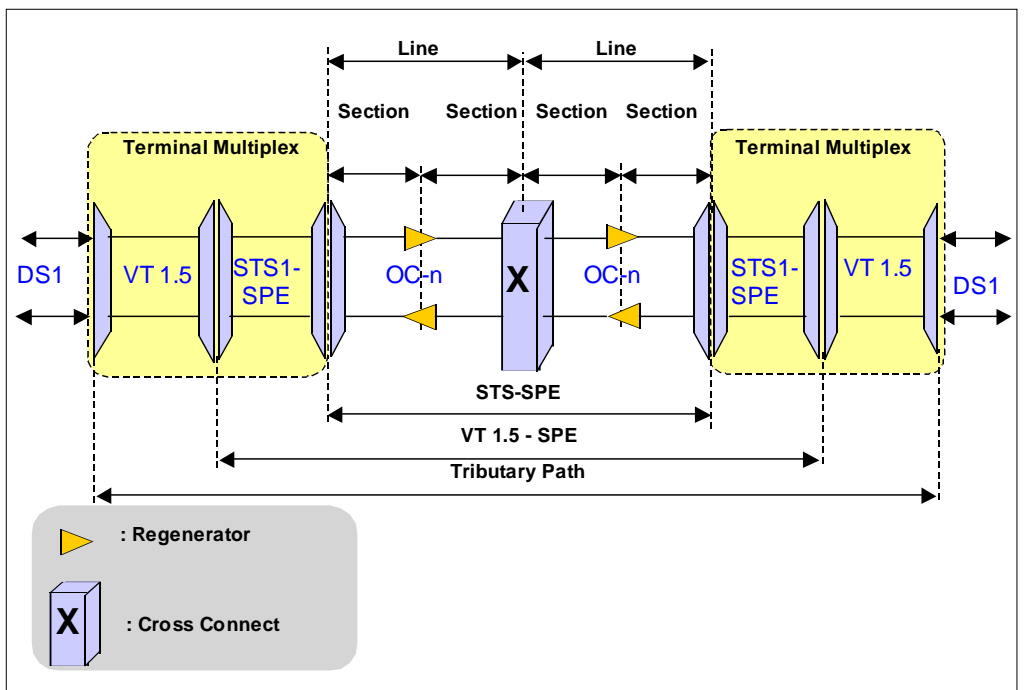 Line Line
Section Section Section Section
Terminal Multiplex Terminal Multiplex
DS1 VT 1.5 STS1-
SPE OC-n X OC-n STS1-
SPE VT 1.5 DS1
STS-SPE
VT 1.5 - SPE
Tributary Path
: Regenerator
X : Cross Connect